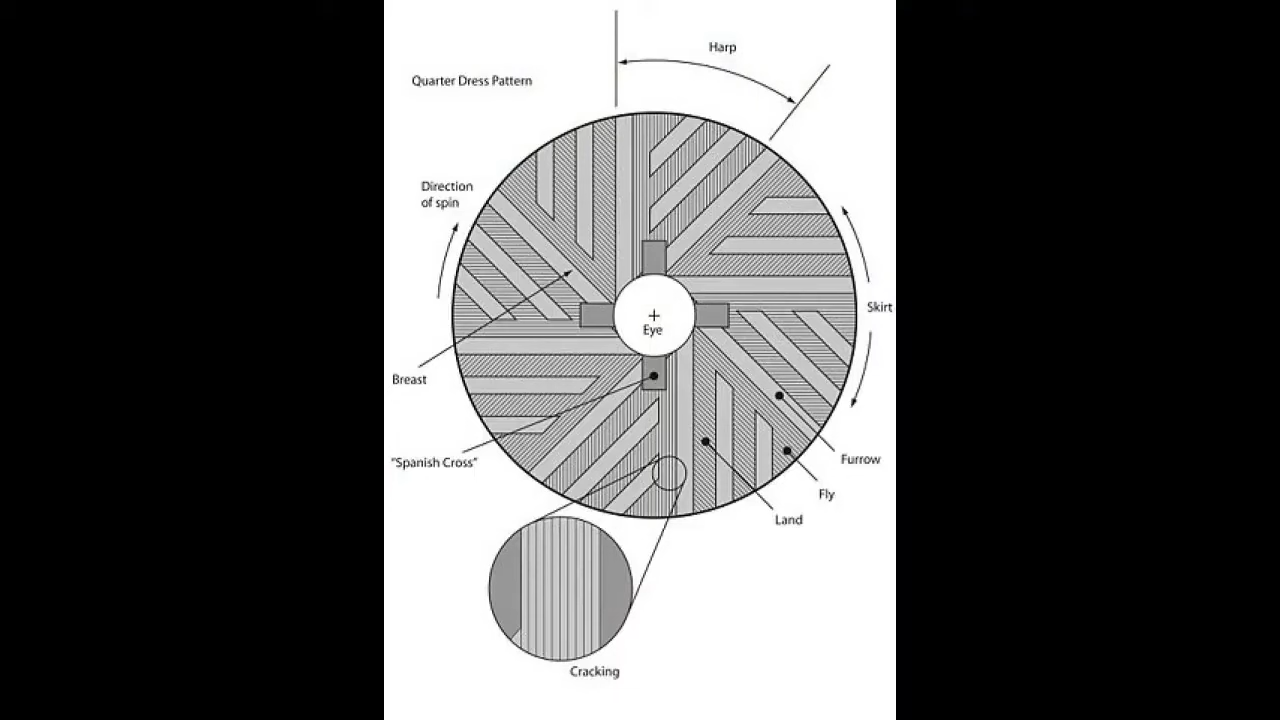 Harp
Quarter Dress Pattern
Direction
of spin
Skirt
Eye
Breast
"Spanish Cross"
Furrow
Fly
Land
Cracking